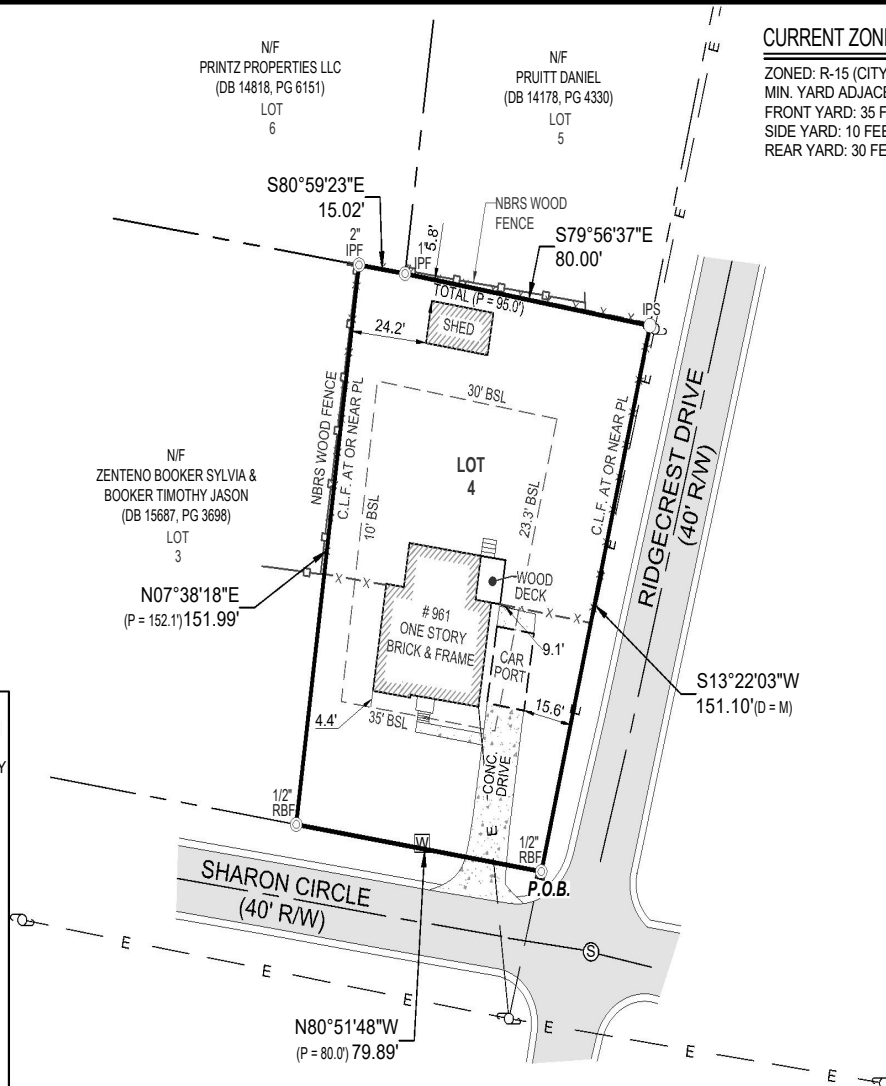 CURRENT ZONI
ZONED: R-15 (CITY
MIN. YARD ADJACE
FRONT YARD: 35 F
SIDE YARD: 10 FEE
REAR YARD: 30 FE
N/F
PRINTZ PROPERTIES LLC
(DB 14818, PG 6151)
LOT
6
N/F
PRUITT DANIEL
(DB 14178, PG 4330)
LOT
5
S80°59'23"E
15.02'
2"
IPF
1"
IPF
5.8'
NBRS WOOD
FENCE
S79°56'37"E
80.00'
TOTAL (P = 95.0')
IPS
SHED
24.2'
30' BSL
NBRS WOOD FENCE
C.L.F. AT OR NEAR PL
10' BSL
LOT
4
23.3' BSL
C.L.F. AT OR NEAR PL
RIDGECREST DRIVE
(40' R/W)
N/F
ZENTENO BOOKER SYLVIA &
BOOKER TIMOTHY JASON
(DB 15687, PG 3698)
LOT
3
N07°38'18"E
(P = 152.1') 151.99'
# 961
ONE STORY
BRICK & FRAME
WOOD
DECK
9.1'
CAR
PORT
15.6'
S13°22'03"W
151.10' (D = M)
4.4'
35' BSL
CONC.
DRIVE
Y
1/2"
RBF
W
1/2"
RBF
P.O.B.
SHARON CIRCLE
(40' R/W)
S
N80°51'48"W
(P = 80.0') 79.89'
E
E
E
E
E
E
E
E
E
E
E
E
X
X
X
X